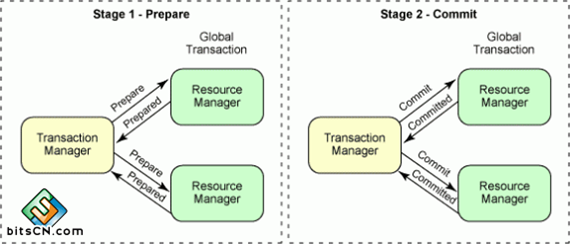 Stage 1 - Prepare
Global
Transaction
Prepare
Prepared
Resource
Manager
Transaction
Manager
Prepare
Prepared
Resource
Manager
bitsCN.com
Stage 2 - Commit
Global
Transaction
Commit
Committed
Resource
Manager
Transaction
Manager
Commit
Committed
Resource
Manager